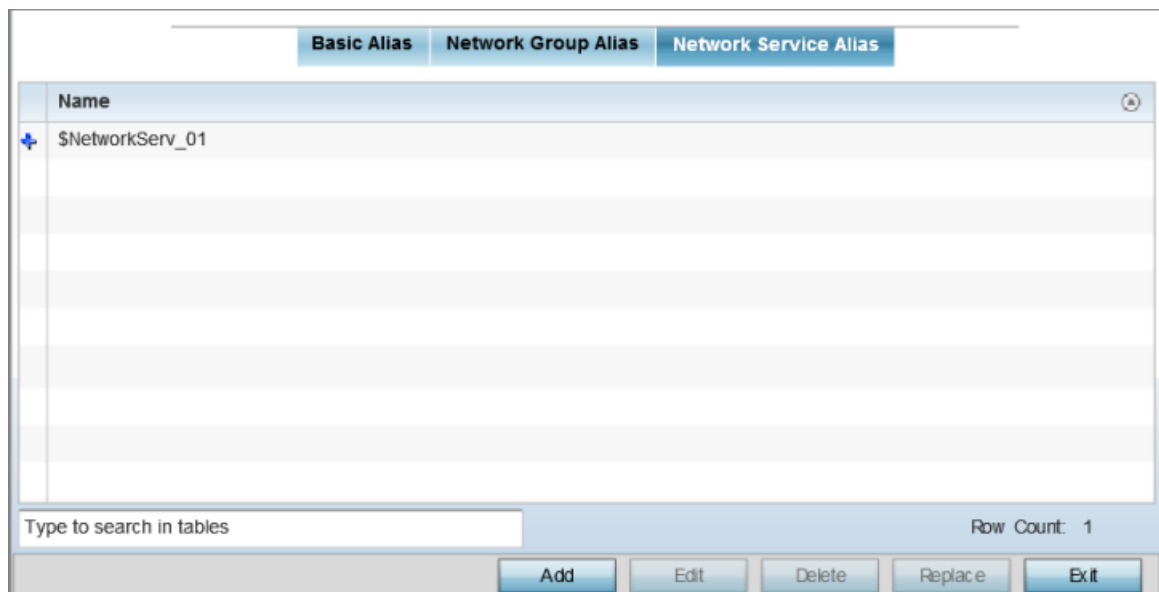 Basic Alias Network Group Alias Network Service Alias
Name
$NetworkServ_01
Type to search in tables Row Count: 1
Add Edit Delete Replace Exit